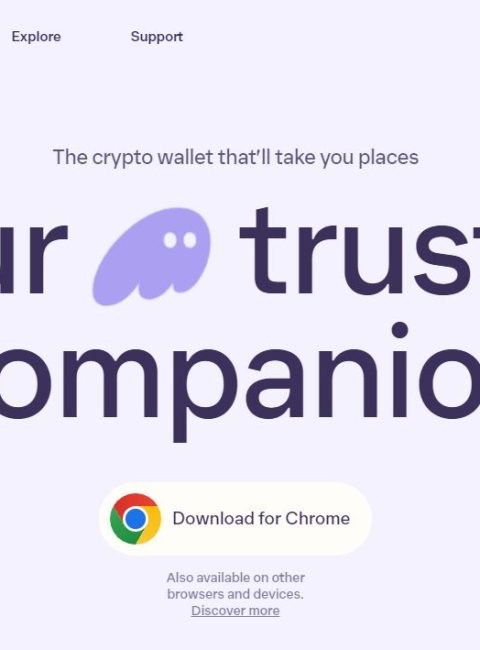 Explore Support
The crypto wallet that'll take you places
ur trust
ompanio
Download for Chrome
Also available on other
browsers and devices.
Discover more